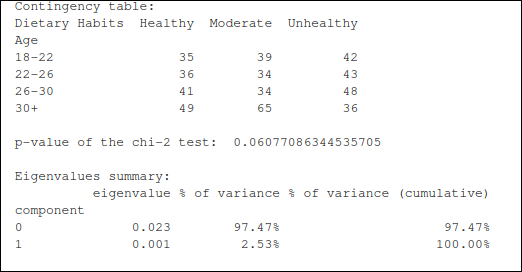 Contingency table:
Dietary Habits  Healthy  Moderate  Unhealthy
Age
18-22                35        39         42
22-26                36        34         43
26-30                41        34         48
30+                  49        65         36
p-value of the chi-2 test:  0.06077086344535705
Eigenvalues summary:
           eigenvalue % of variance % of variance (cumulative)
component
0               0.023        97.47%                     97.47%
1               0.001         2.53%                    100.00%